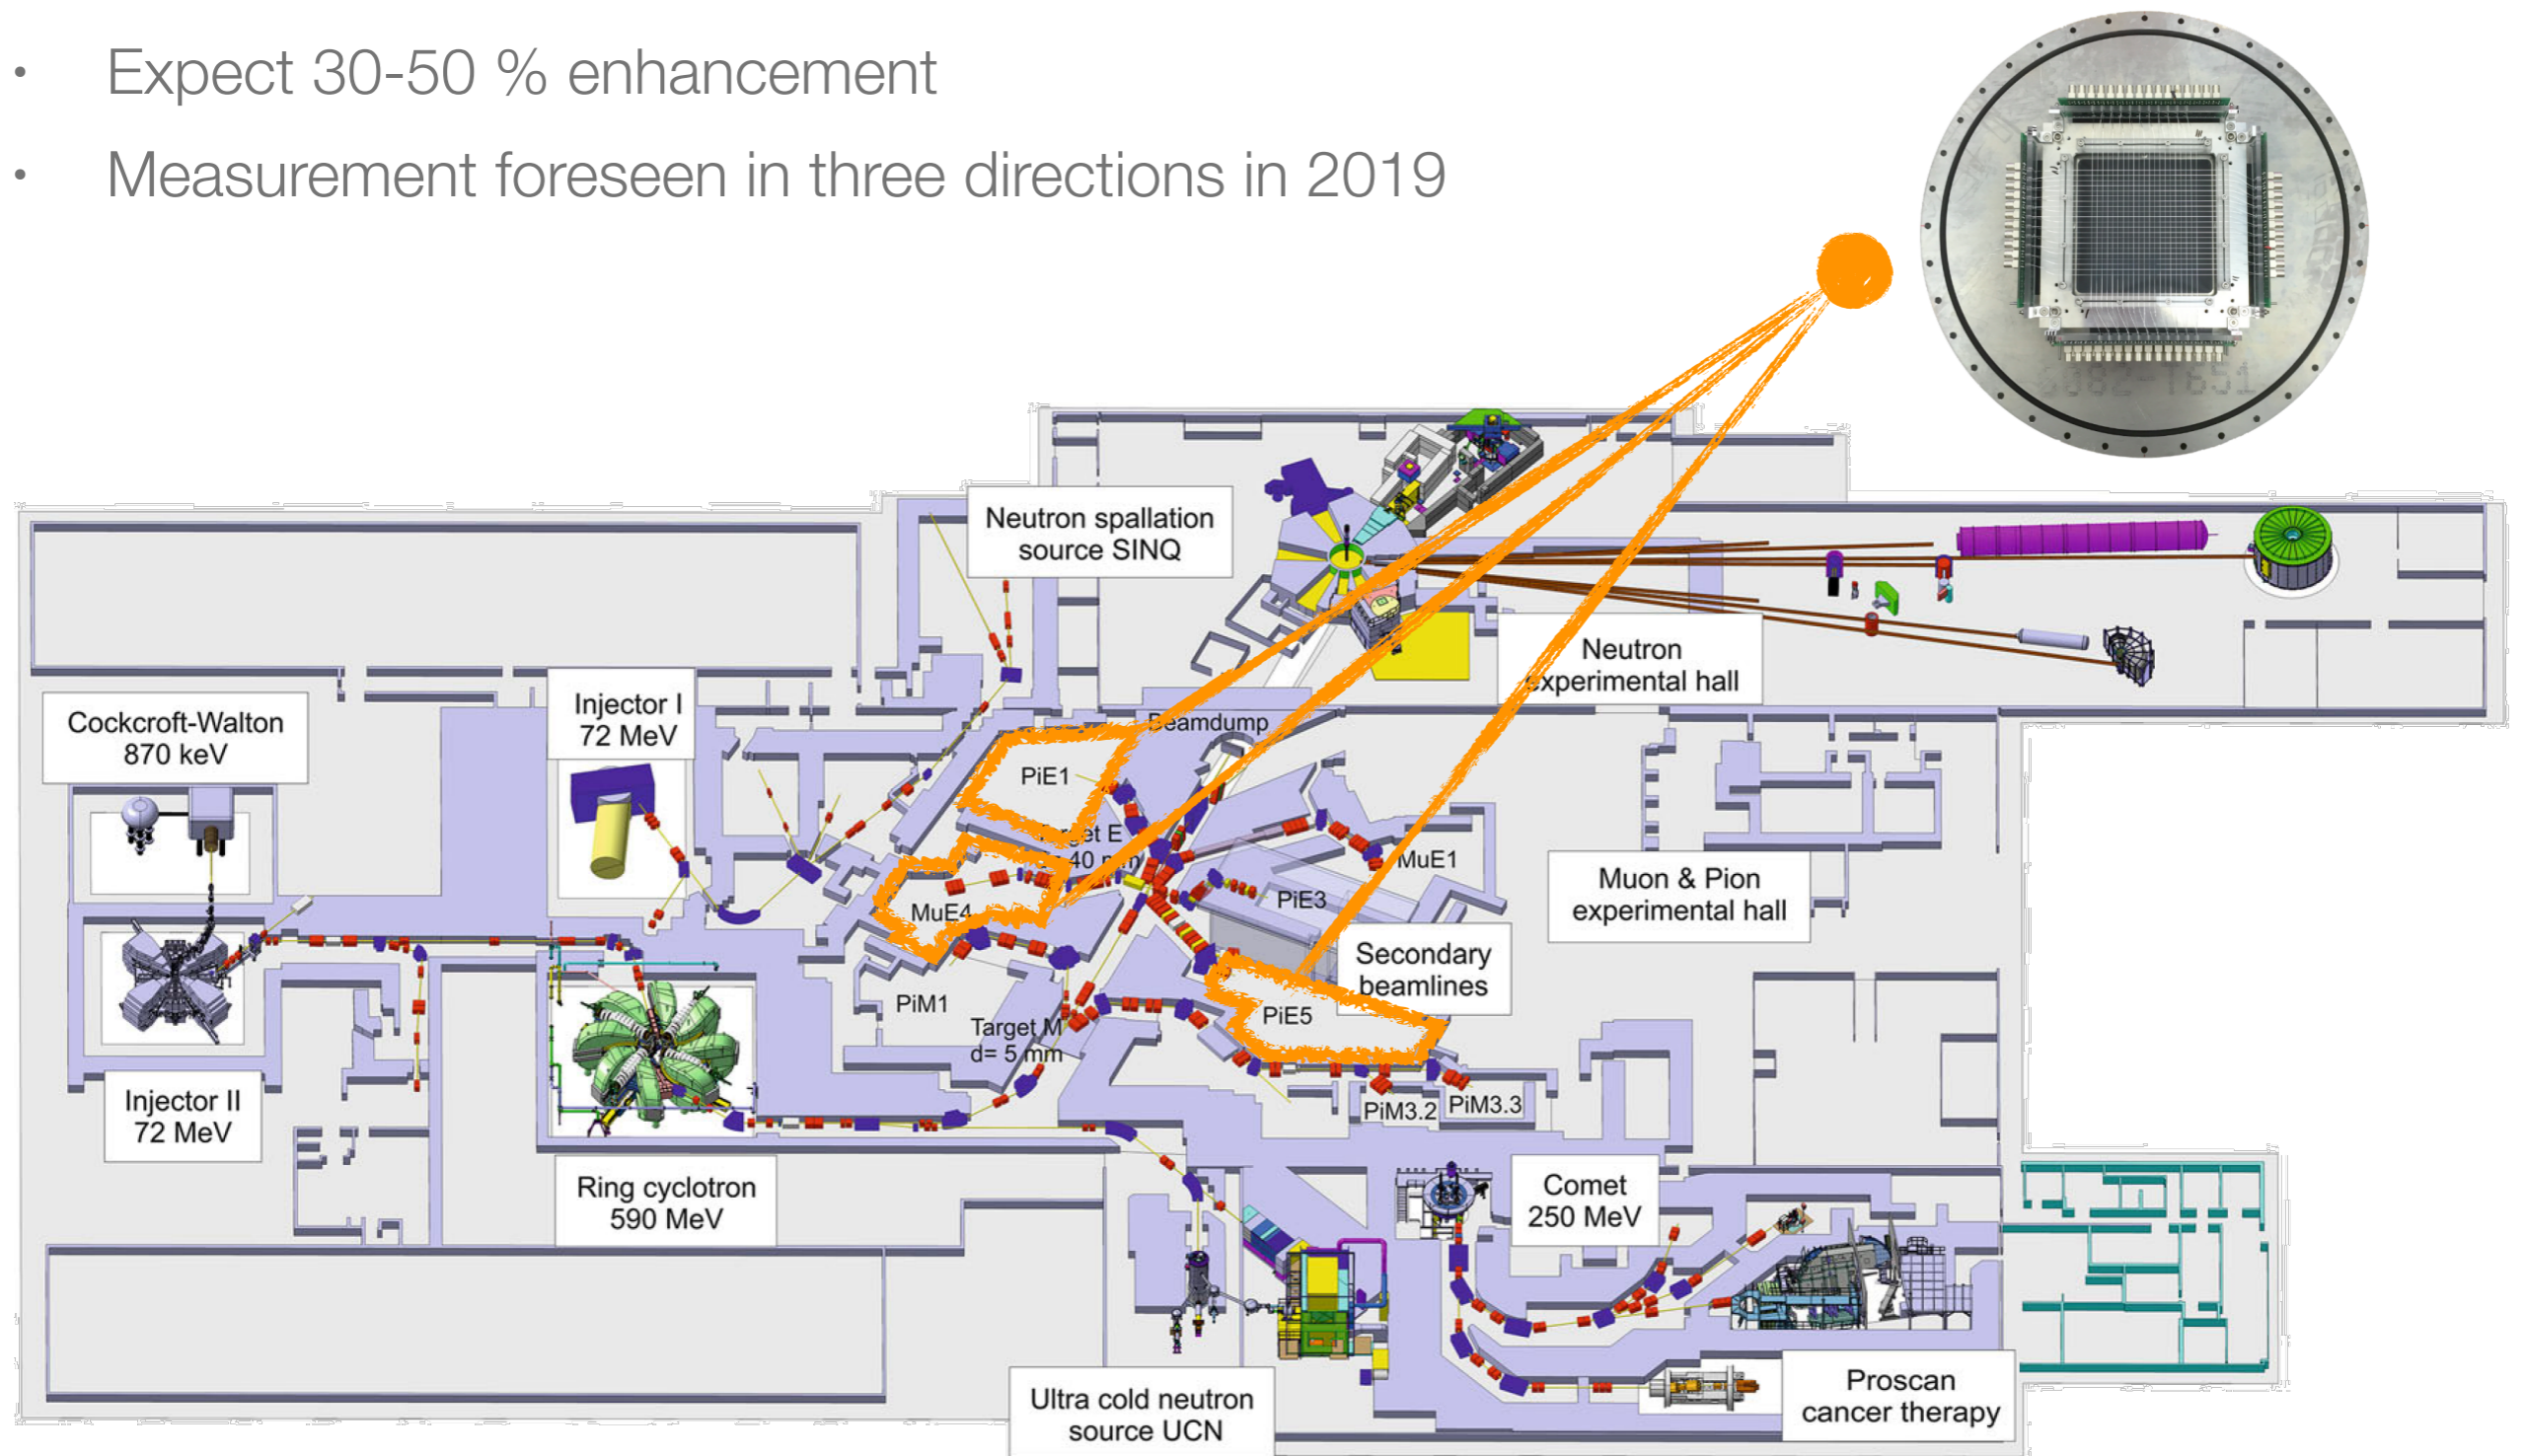 • Expect 30-50 % enhancement
• Measurement foreseen in three directions in 2019
Neutron spallation
source SINQ
Neutron
experimental hall
Cockcroft-Walton
870 keV
Injector I
72 MeV
Beamdump
PiE1
Target E
40 mm
MuE1
MuE4
PiE3
Muon & Pion
experimental hall
Secondary
beamlines
PiM1
PiE5
Target M
d= 5 mm
Injector II
72 MeV
PiM3.2
PiM3.3
Ring cyclotron
590 MeV
Comet
250 MeV
Ultra cold neutron
source UCN
Proscan
cancer therapy